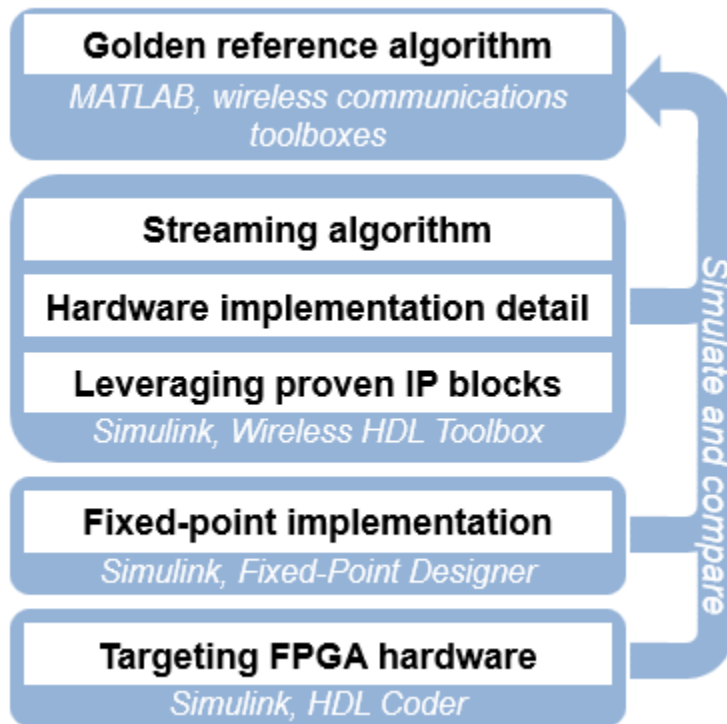 Golden reference algorithm
MATLAB, wireless communications
toolboxes
Streaming algorithm
Hardware implementation detail
Leveraging proven IP blocks
Simulink, Wireless HDL Toolbox
Fixed-point implementation
Simulink, Fixed-Point Designer
Targeting FPGA hardware
Simulink, HDL Coder
Simulate and compare